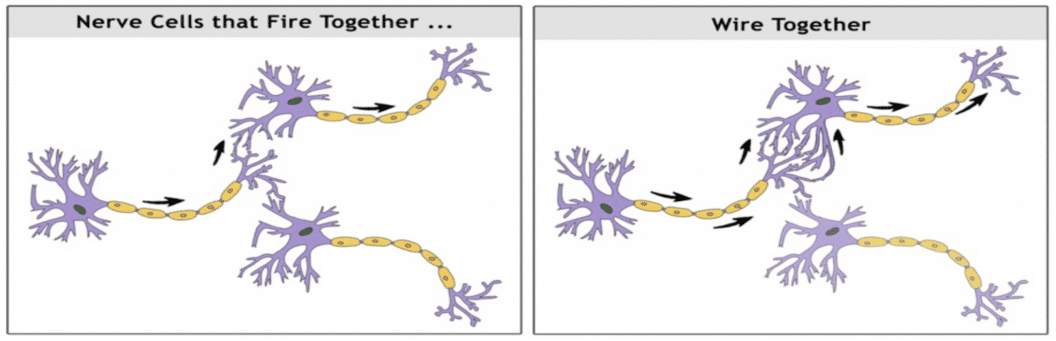 Nerve Cells that Fire Together ...
Wire Together